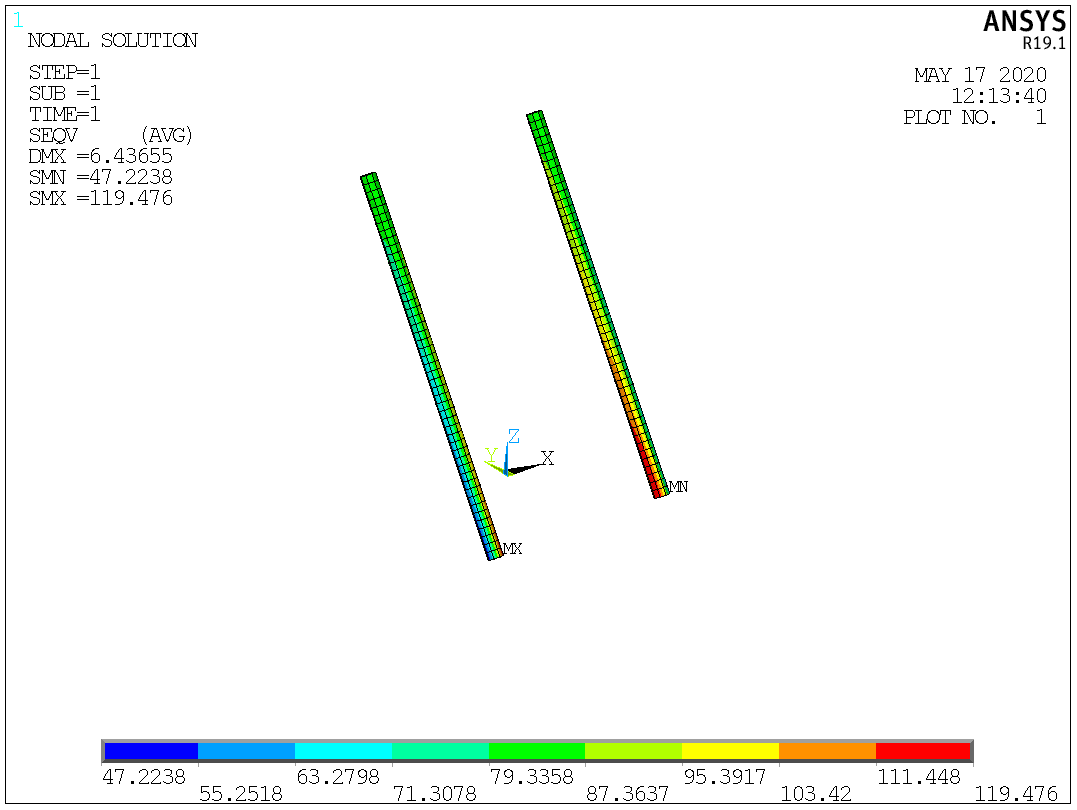 1
NODAL SOLUTION
STEP=1
SUB =1
TIME=1
SEQV (AVG)
DMX =6.43655
SMN =47.2238
SMX =119.476
ANSYS
R19.1
MAY 17 2020
12:13:40
PLOT NO. 1
Z
Y
X
MN
MX
47.2238
55.2518
63.2798
71.3078
79.3358
87.3637
95.3917
103.42
111.448
119.476